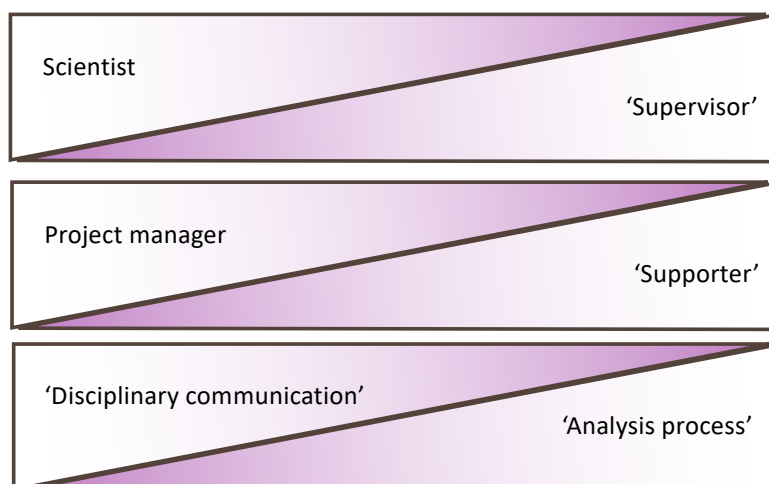 Scientist
‘Supervisor’
Project manager
‘Supporter’
‘Disciplinary communication’
‘Analysis process’